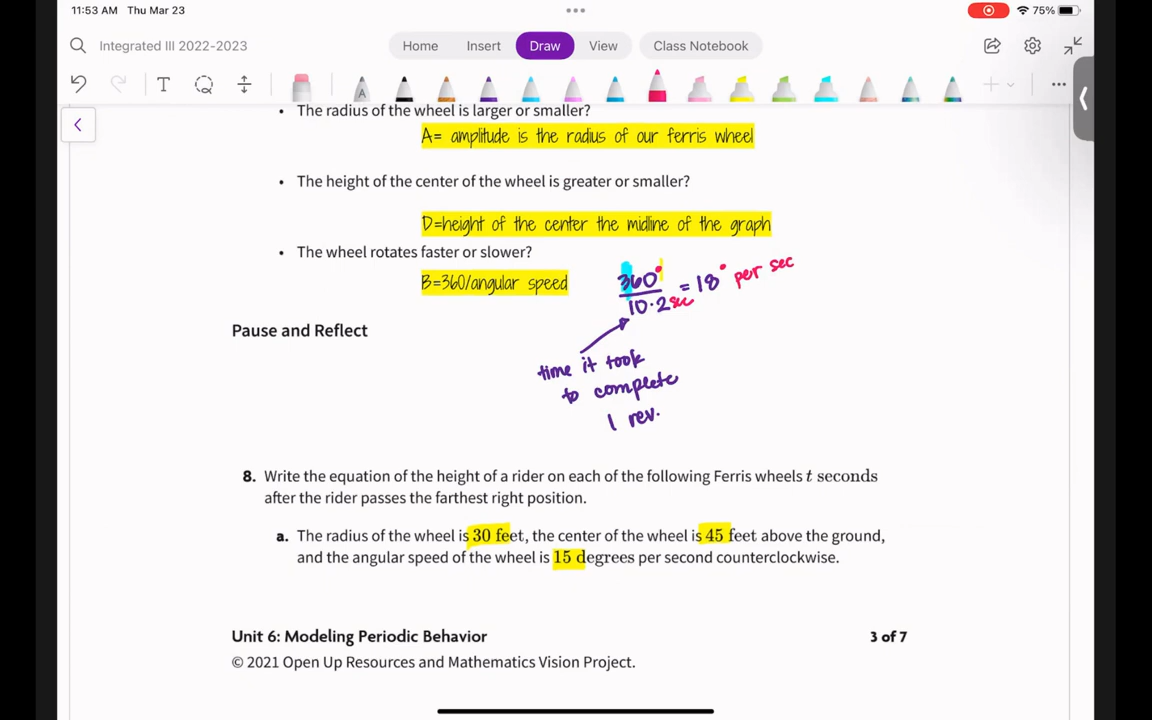 11:53 AM Thu Mar 23
75%
Integrated III 2022-2023
Home Insert Draw View Class Notebook
T
A
• The radius of the wheel is larger or smaller?
A= amplitude is the radius of our ferris wheel
• The height of the center of the wheel is greater or smaller?
D=height of the center the midline of the graph
• The wheel rotates faster or slower?
B=360/angular speed
360°
= 18° per sec
10.2 sec
Pause and Reflect
time it took
to complete
1 rev.
8. Write the equation of the height of a rider on each of the following Ferris wheels t seconds
after the rider passes the farthest right position.
a. The radius of the wheel is 30 feet, the center of the wheel is 45 feet above the ground,
and the angular speed of the wheel is 15 degrees per second counterclockwise.
Unit 6: Modeling Periodic Behavior
3 of 7
© 2021 Open Up Resources and Mathematics Vision Project.